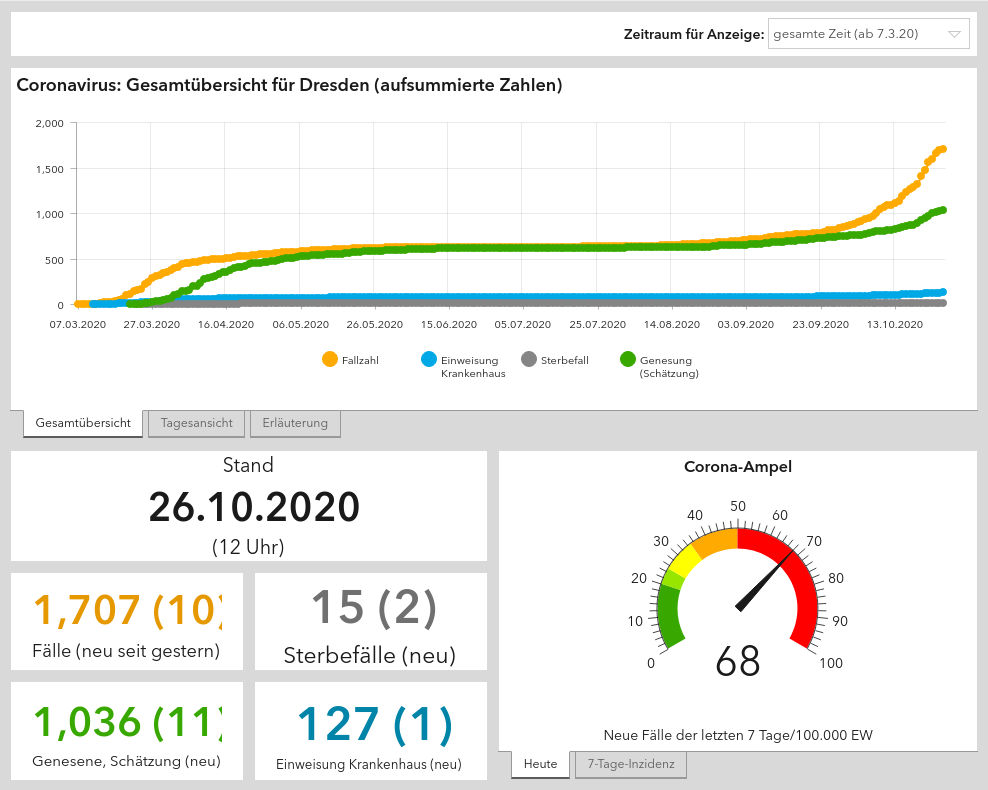 Zeitraum für Anzeige: gesamte Zeit (ab 7.3.20)
Coronavirus: Gesamtübersicht für Dresden (aufsummierte Zahlen)
2,000
1,500
1,000
500
0
07.03.2020 27.03.2020 16.04.2020 06.05.2020 26.05.2020 15.06.2020 05.07.2020 25.07.2020 14.08.2020 03.09.2020 23.09.2020 13.10.2020
Fallzahl
Einweisung
Krankenhaus
Sterbefall
Genesung
(Schätzung)
Gesamtübersicht Tagesansicht Erläuterung
Stand
26.10.2020
(12 Uhr)
1,707 (10)
Fälle (neu seit gestern)
15 (2)
Sterbefälle (neu)
1,036 (11)
Genesene, Schätzung (neu)
127 (1)
Einweisung Krankenhaus (neu)
Corona-Ampel
0
10
20
30
40
50
60
70
80
90
100
68
Neue Fälle der letzten 7 Tage/100.000 EW
Heute 7-Tage-Inzidenz